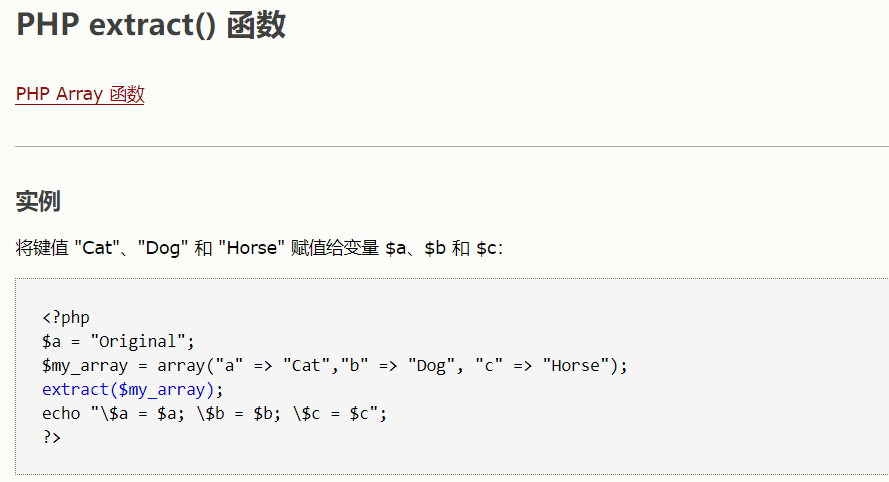 PHP extract() 函数
PHP Array 函数
实例
将键值 "Cat"、"Dog" 和 "Horse" 赋值给变量 $a、$b 和 $c：
<?php
$a = "Original";
$my_array = array("a" => "Cat","b" => "Dog", "c" => "Horse");
extract($my_array);
echo "\$a = $a; \$b = $b; \$c = $c";
?>